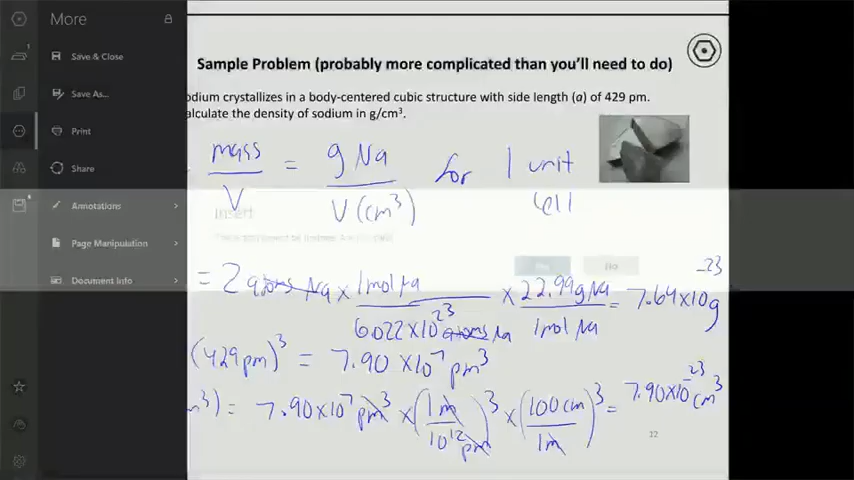 More
Save & Close
Save As...
Print
Share
Annotations
Page Manipulation
Document Info
Sample Problem (probably more complicated than you'll need to do)
odium crystallizes in a body-centered cubic structure with side length (a) of 429 pm.
alculate the density of sodium in g/cm³.
mass / V = g Na / V (cm³) for 1 unit cell
Insert
No
= 2 atoms Na × 1 mol Na / 6.022×10²³ atoms Na × 22.99 g Na / 1 mol Na = 7.64×10⁻²³ g
(429 pm)³ = 7.90 ×10⁷ pm³
m³) = 7.90×10⁷ pm³ × (1 m / 10¹² pm)³ × (100 cm / 1 m)³ = 7.90×10⁻²³ cm³
22